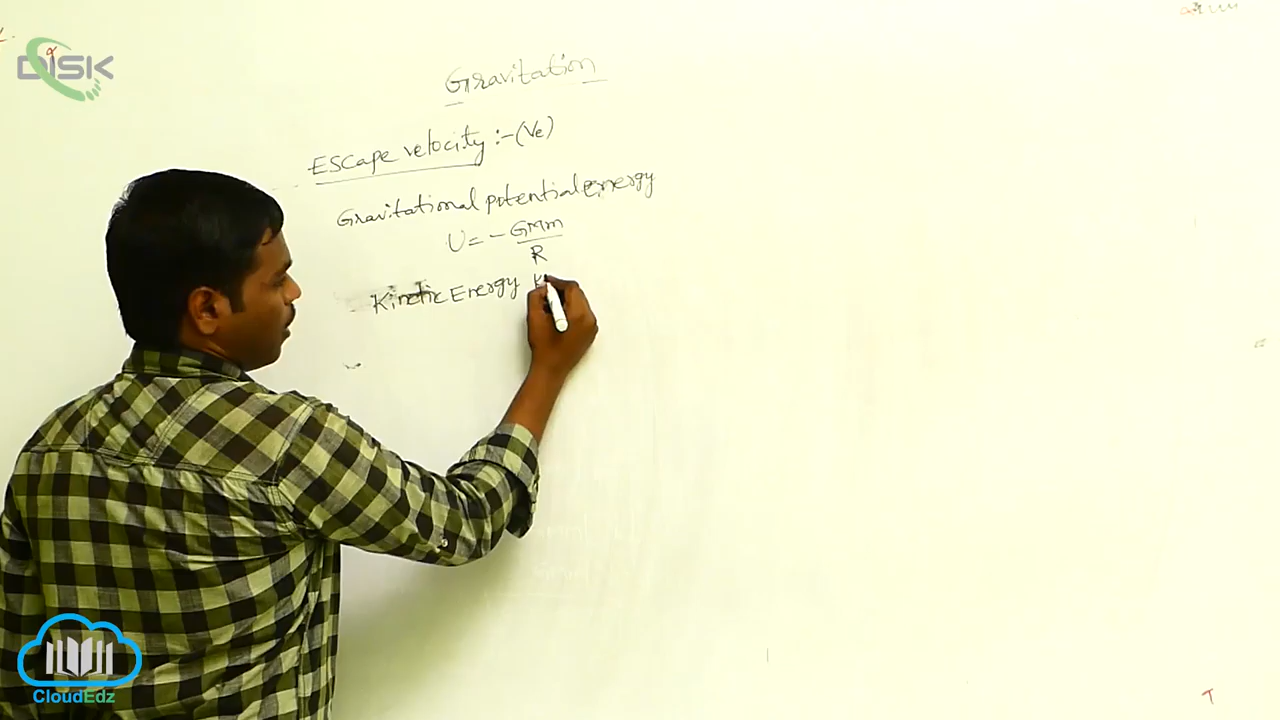 DISK
Gravitation
Escape velocity :- (Ve)
Gravitational potential energy
U = - GMm
R
Kinetic Energy K
CloudEdz